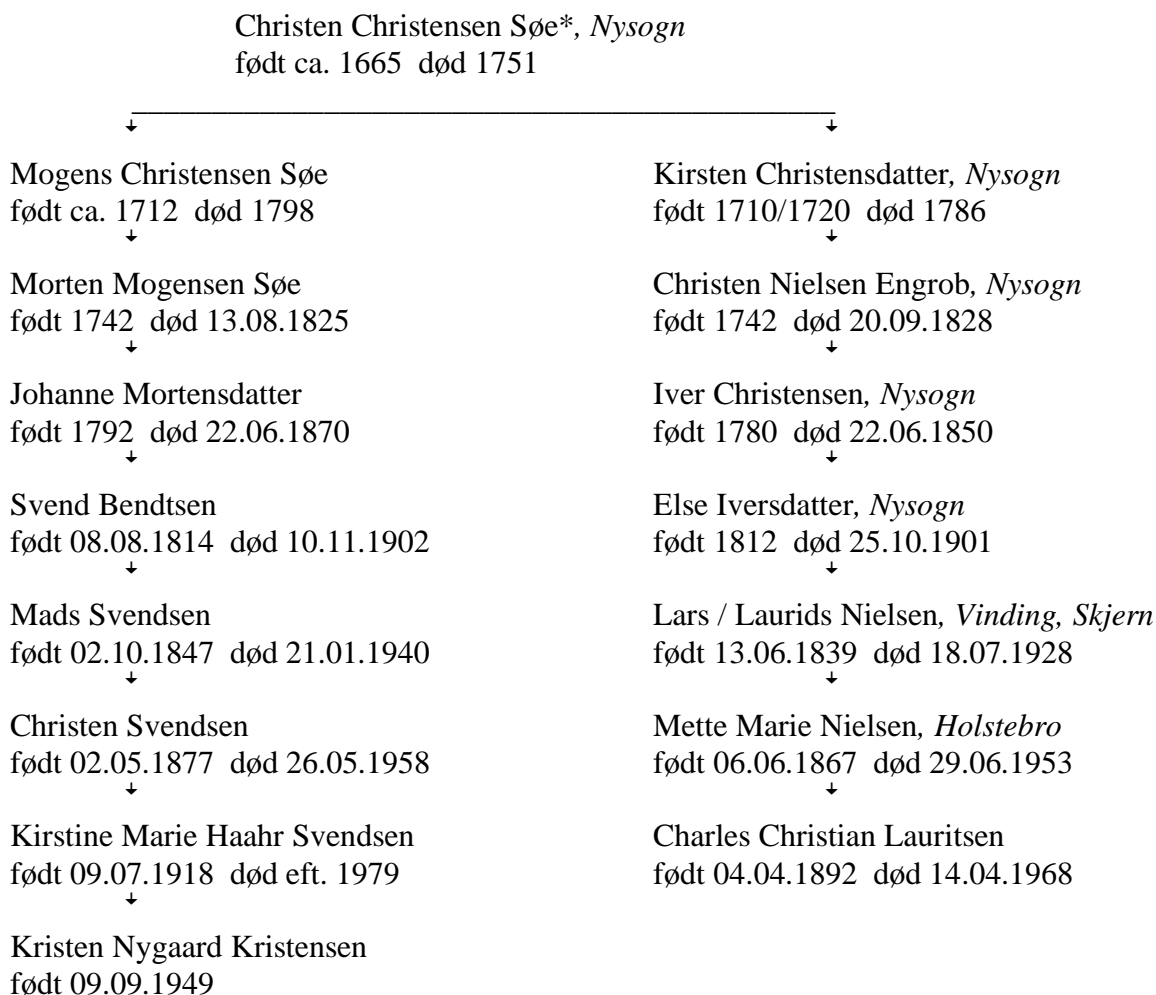 Christen Christensen Søe*, Nysogn
født ca. 1665  død 1751
Mogens Christensen Søe
født ca. 1712  død 1798
Morten Mogensen Søe
født 1742  død 13.08.1825
Johanne Mortensdatter
født 1792  død 22.06.1870
Svend Bendtsen
født 08.08.1814  død 10.11.1902
Mads Svendsen
født 02.10.1847  død 21.01.1940
Christen Svendsen
født 02.05.1877  død 26.05.1958
Kirstine Marie Haahr Svendsen
født 09.07.1918  død eft. 1979
Kristen Nygaard Kristensen
født 09.09.1949
Kirsten Christensdatter, Nysogn
født 1710/1720  død 1786
Christen Nielsen Engrob, Nysogn
født 1742  død 20.09.1828
Iver Christensen, Nysogn
født 1780  død 22.06.1850
Else Iversdatter, Nysogn
født 1812  død 25.10.1901
Lars / Laurids Nielsen, Vinding, Skjern
født 13.06.1839  død 18.07.1928
Mette Marie Nielsen, Holstebro
født 06.06.1867  død 29.06.1953
Charles Christian Lauritsen
født 04.04.1892  død 14.04.1968